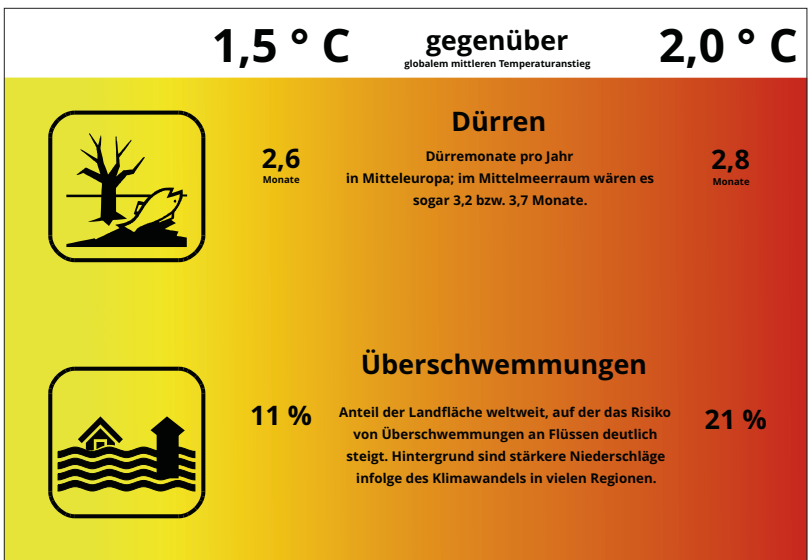 1,5 ° C gegenüber 2,0 ° C
globalem mittleren Temperaturanstieg
Dürren
2,6
Monate
Dürremonate pro Jahr
in Mitteleuropa; im Mittelmeerraum wären es
sogar 3,2 bzw. 3,7 Monate.
2,8
Monate
Überschwemmungen
11 %
Anteil der Landfläche weltweit, auf der das Risiko
von Überschwemmungen an Flüssen deutlich
steigt. Hintergrund sind stärkere Niederschläge
infolge des Klimawandels in vielen Regionen.
21 %